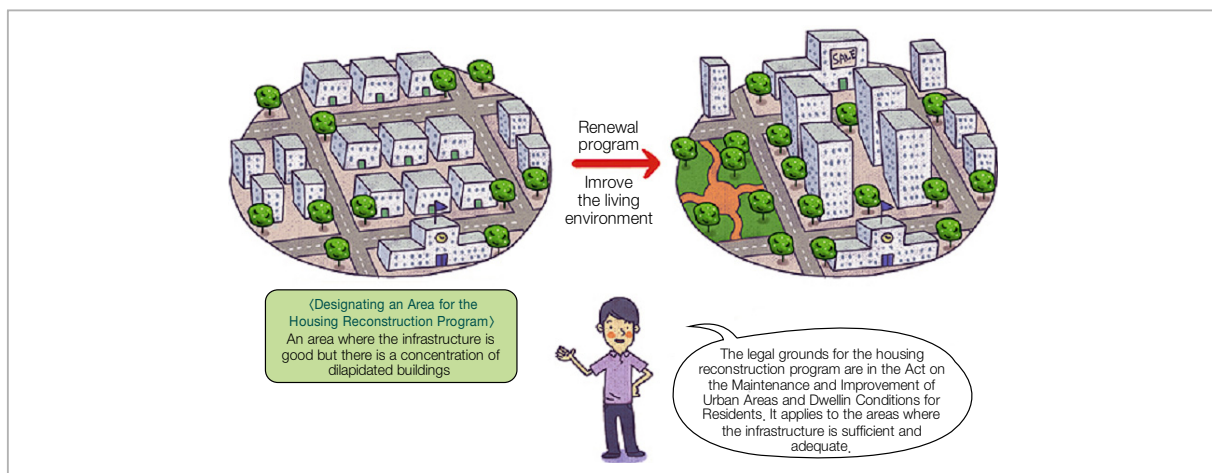 SPACE
Renewal
program
Imrove
the living
environment
〈Designating an Area for the
Housing Reconstruction Program〉
An area where the infrastructure is
good but there is a concentration of
dilapidated buildings
The legal grounds for the housing
reconstruction program are in the Act on
the Maintenance and Improvement of
Urban Areas and Dwellin Conditions for
Residents. It applies to the areas where
the infrastructure is sufficient and
adequate.